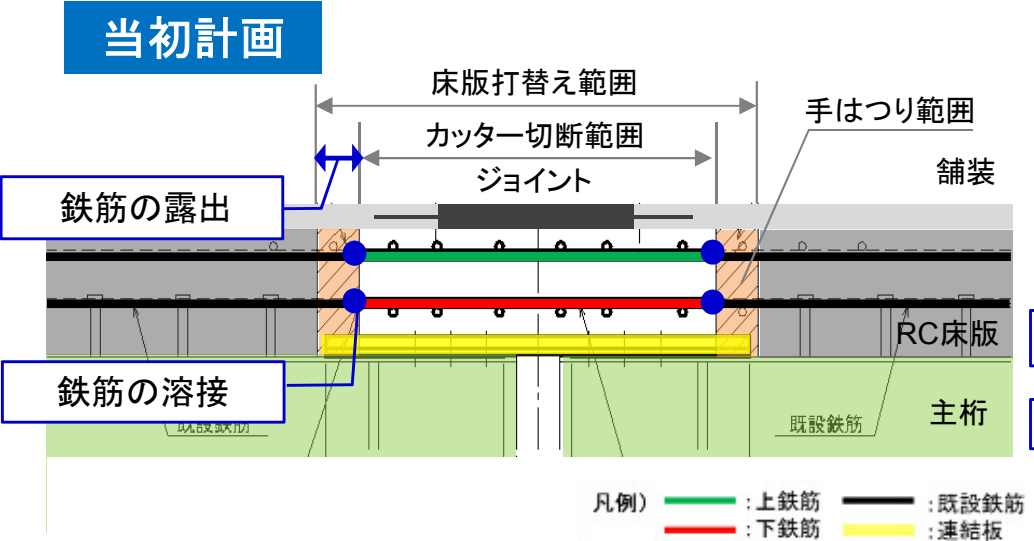 当初計画
床版打替え範囲
手はつり範囲
カッター切断範囲
ジョイント
舗装
鉄筋の露出
RC床版
鉄筋の溶接
主桁
既設鉄筋
既設鉄筋
凡例)
:上鉄筋
:既設鉄筋
:下鉄筋
:連結板